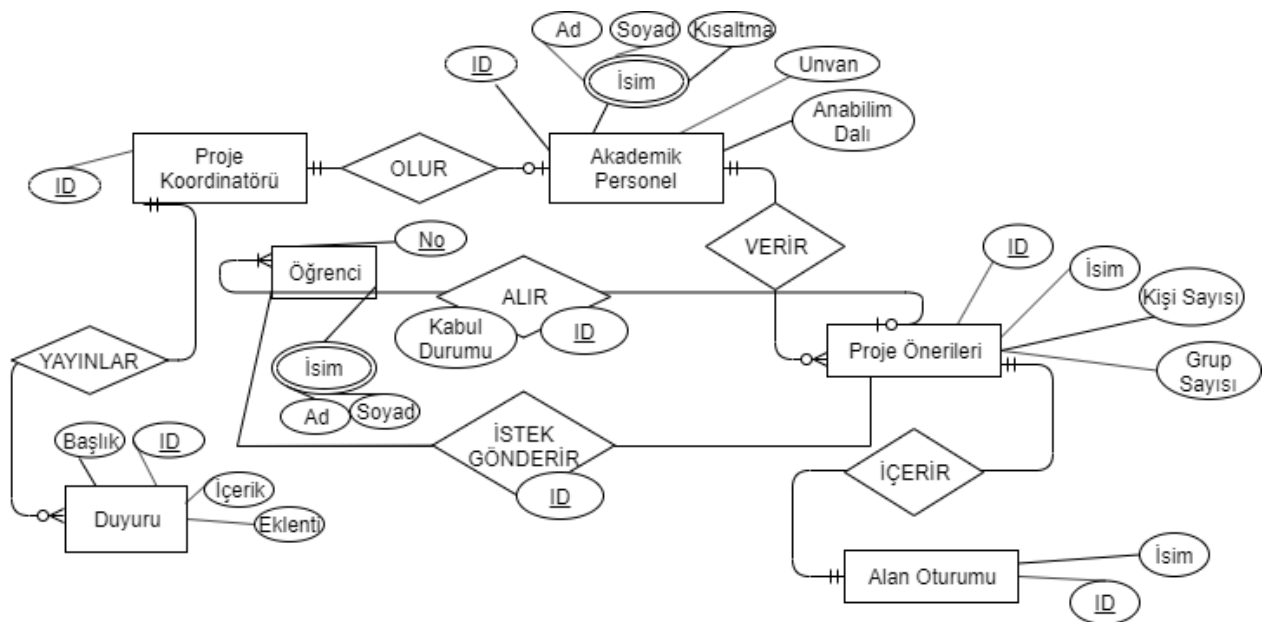 Ad
Soyad
Kısaltma
ID
İsim
Unvan
Anabilim
Dalı
Proje
Koordinatörü
OLUR
Akademik
Personel
ID
No
VERİR
ID
İsim
Öğrenci
ALIR
Kişi Sayısı
Kabul
Durumu
ID
YAYINLAR
İsim
Proje Önerileri
Grup
Sayısı
Ad
Soyad
Başlık
ID
İSTEK
GÖNDERİR
İÇERİR
İçerik
ID
Duyuru
Eklenti
İsim
Alan Oturumu
ID